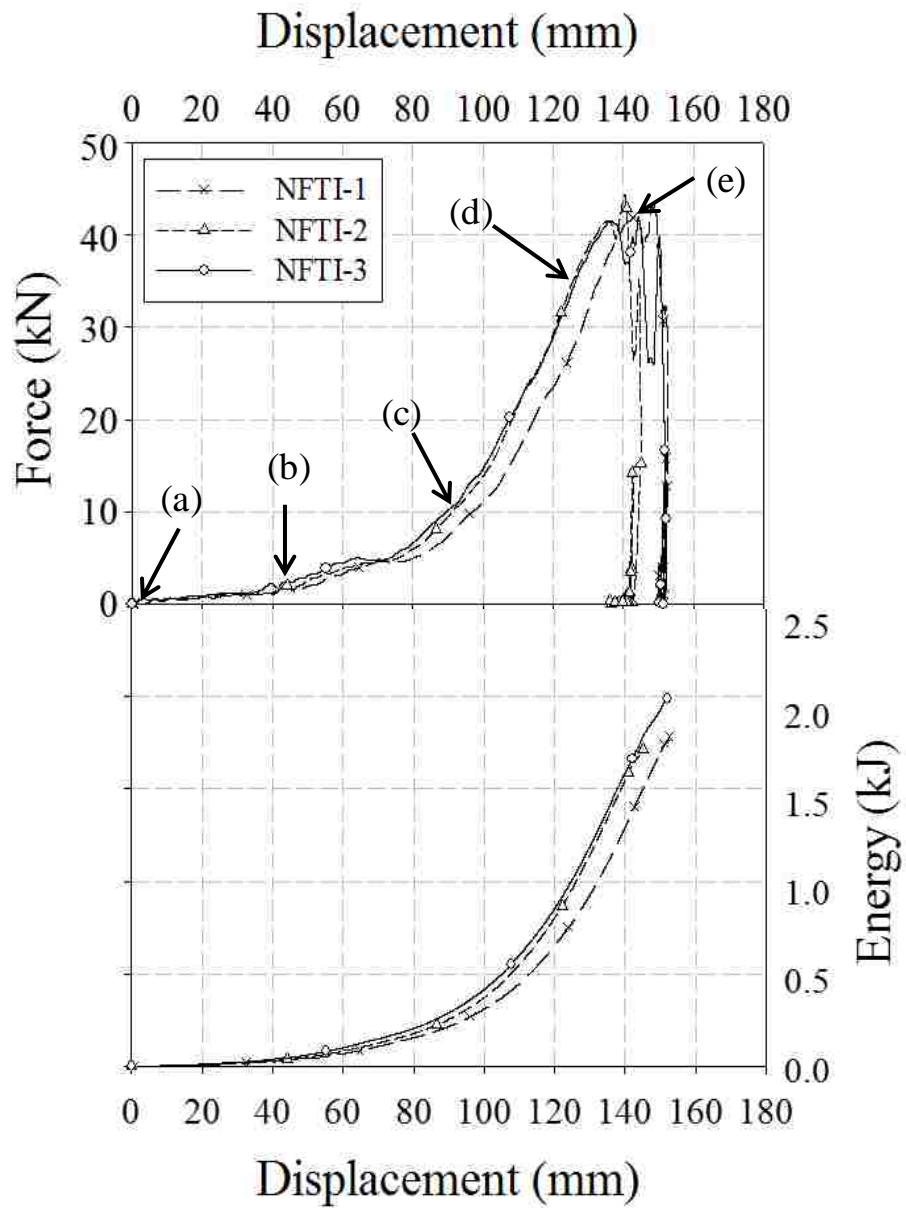 Displacement (mm)
0 20 40 60 80 100 120 140 160 180
50
40
30
20
10
0
Force (kN)
NFTI-1
NFTI-2
NFTI-3
(a)
(b)
(c)
(d)
(e)
2.5
2.0
1.5
1.0
0.5
0.0
Energy (kJ)
0 20 40 60 80 100 120 140 160 180
Displacement (mm)